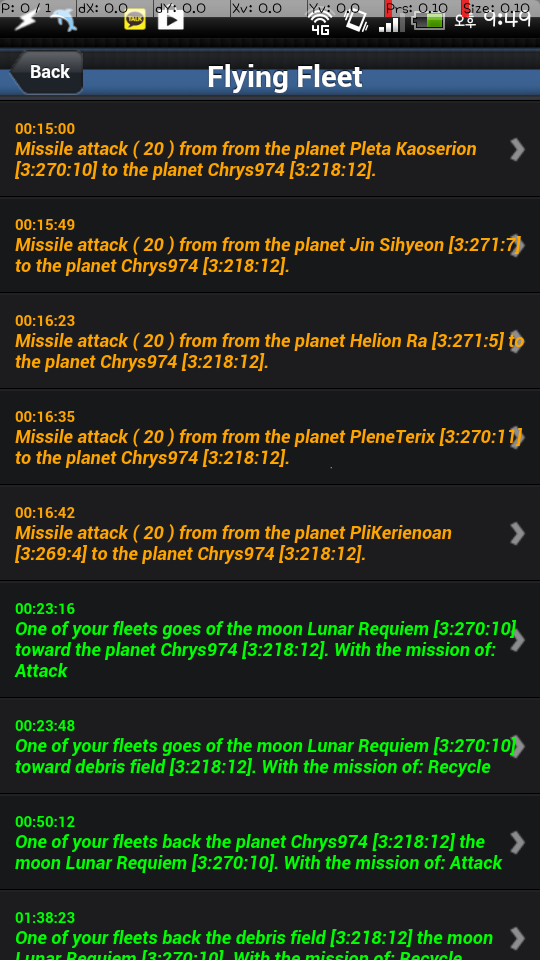 P: 0 / 1 dX: 0.0 dY: 0.0 Xv: 0.0 Yv: 0.0 Prs: 0.10 Size: 0.10
TALK 4G 오후 9:49
Back
Flying Fleet
00:15:00
Missile attack ( 20 ) from from the planet Pleta Kaoserion
[3:270:10] to the planet Chrys974 [3:218:12].
00:15:49
Missile attack ( 20 ) from from the planet Jin Sihyeon [3:271:7]
to the planet Chrys974 [3:218:12].
00:16:23
Missile attack ( 20 ) from from the planet Helion Ra [3:271:5] to
the planet Chrys974 [3:218:12].
00:16:35
Missile attack ( 20 ) from from the planet PleneTerix [3:270:11]
to the planet Chrys974 [3:218:12].
00:16:42
Missile attack ( 20 ) from from the planet PliKerienoan
[3:269:4] to the planet Chrys974 [3:218:12].
00:23:16
One of your fleets goes of the moon Lunar Requiem [3:270:10]
toward the planet Chrys974 [3:218:12]. With the mission of:
Attack
00:23:48
One of your fleets goes of the moon Lunar Requiem [3:270:10]
toward debris field [3:218:12]. With the mission of: Recycle
00:50:12
One of your fleets back the planet Chrys974 [3:218:12] the
moon Lunar Requiem [3:270:10]. With the mission of: Attack
01:38:23
One of your fleets back the debris field [3:218:12] the moon
Lunar Requiem [3:270:10]. With the mission of: Recycle